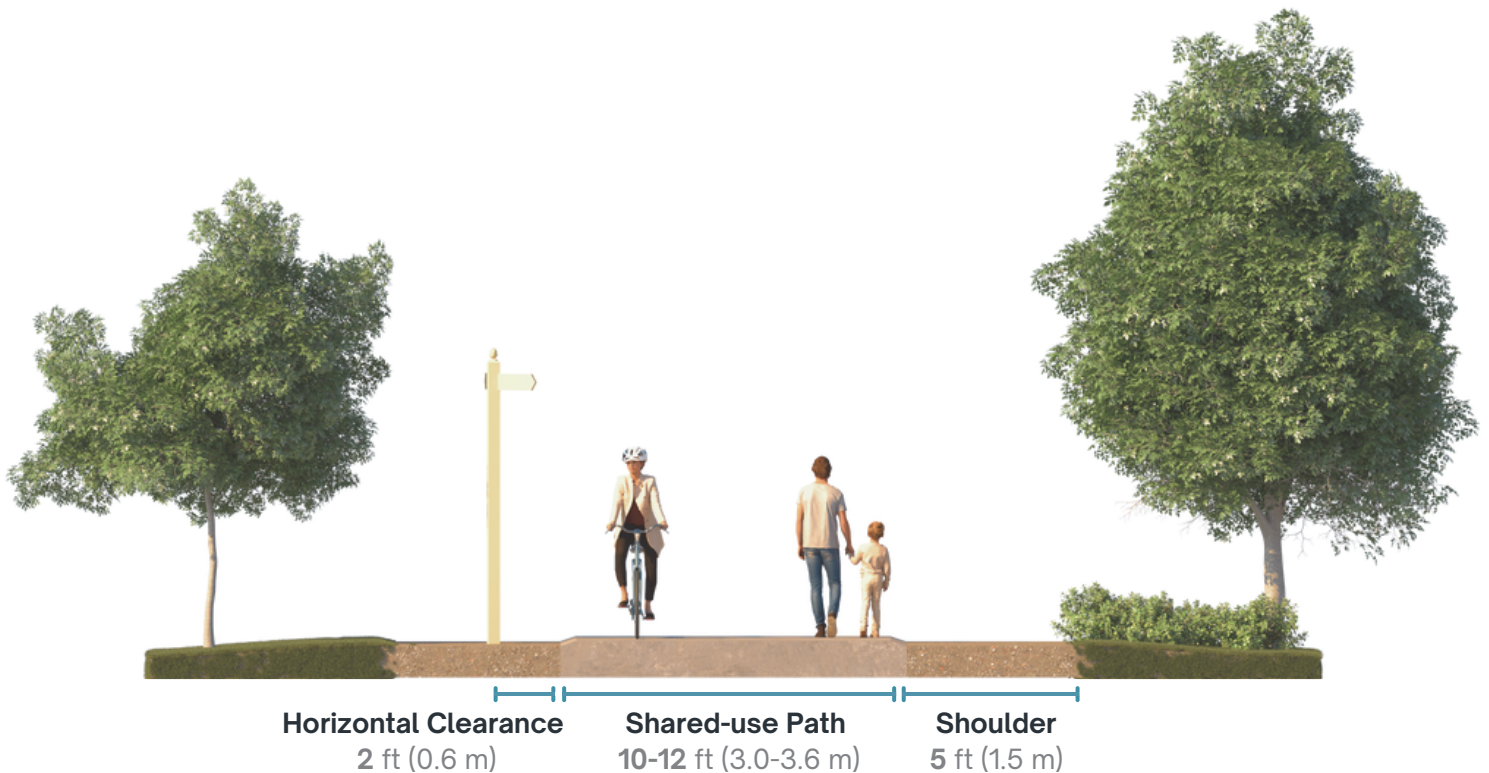 Horizontal Clearance
2 ft (0.6 m)
Shared-use Path
10-12 ft (3.0-3.6 m)
Shoulder
5 ft (1.5 m)